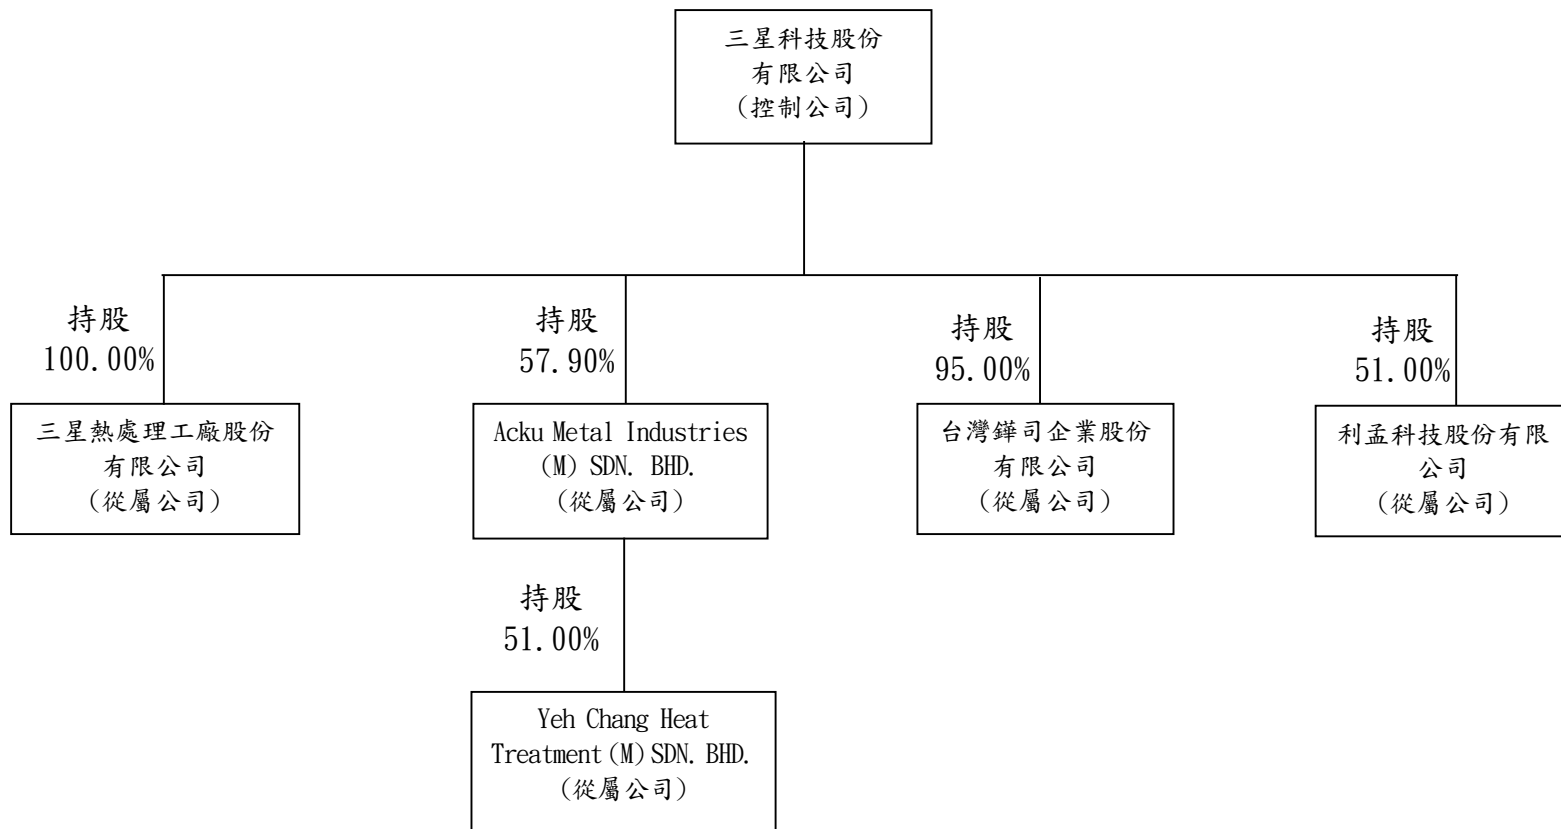 三星科技股份
有限公司
(控制公司)
持股
100.00%
持股
57.90%
持股
95.00%
持股
51.00%
三星熱處理工廠股份
有限公司
(從屬公司)
Acku Metal Industries
(M) SDN. BHD.
(從屬公司)
台灣鏵司企業股份
有限公司
(從屬公司)
利孟科技股份有限
公司
(從屬公司)
持股
51.00%
Yeh Chang Heat
Treatment(M)SDN. BHD.
(從屬公司)